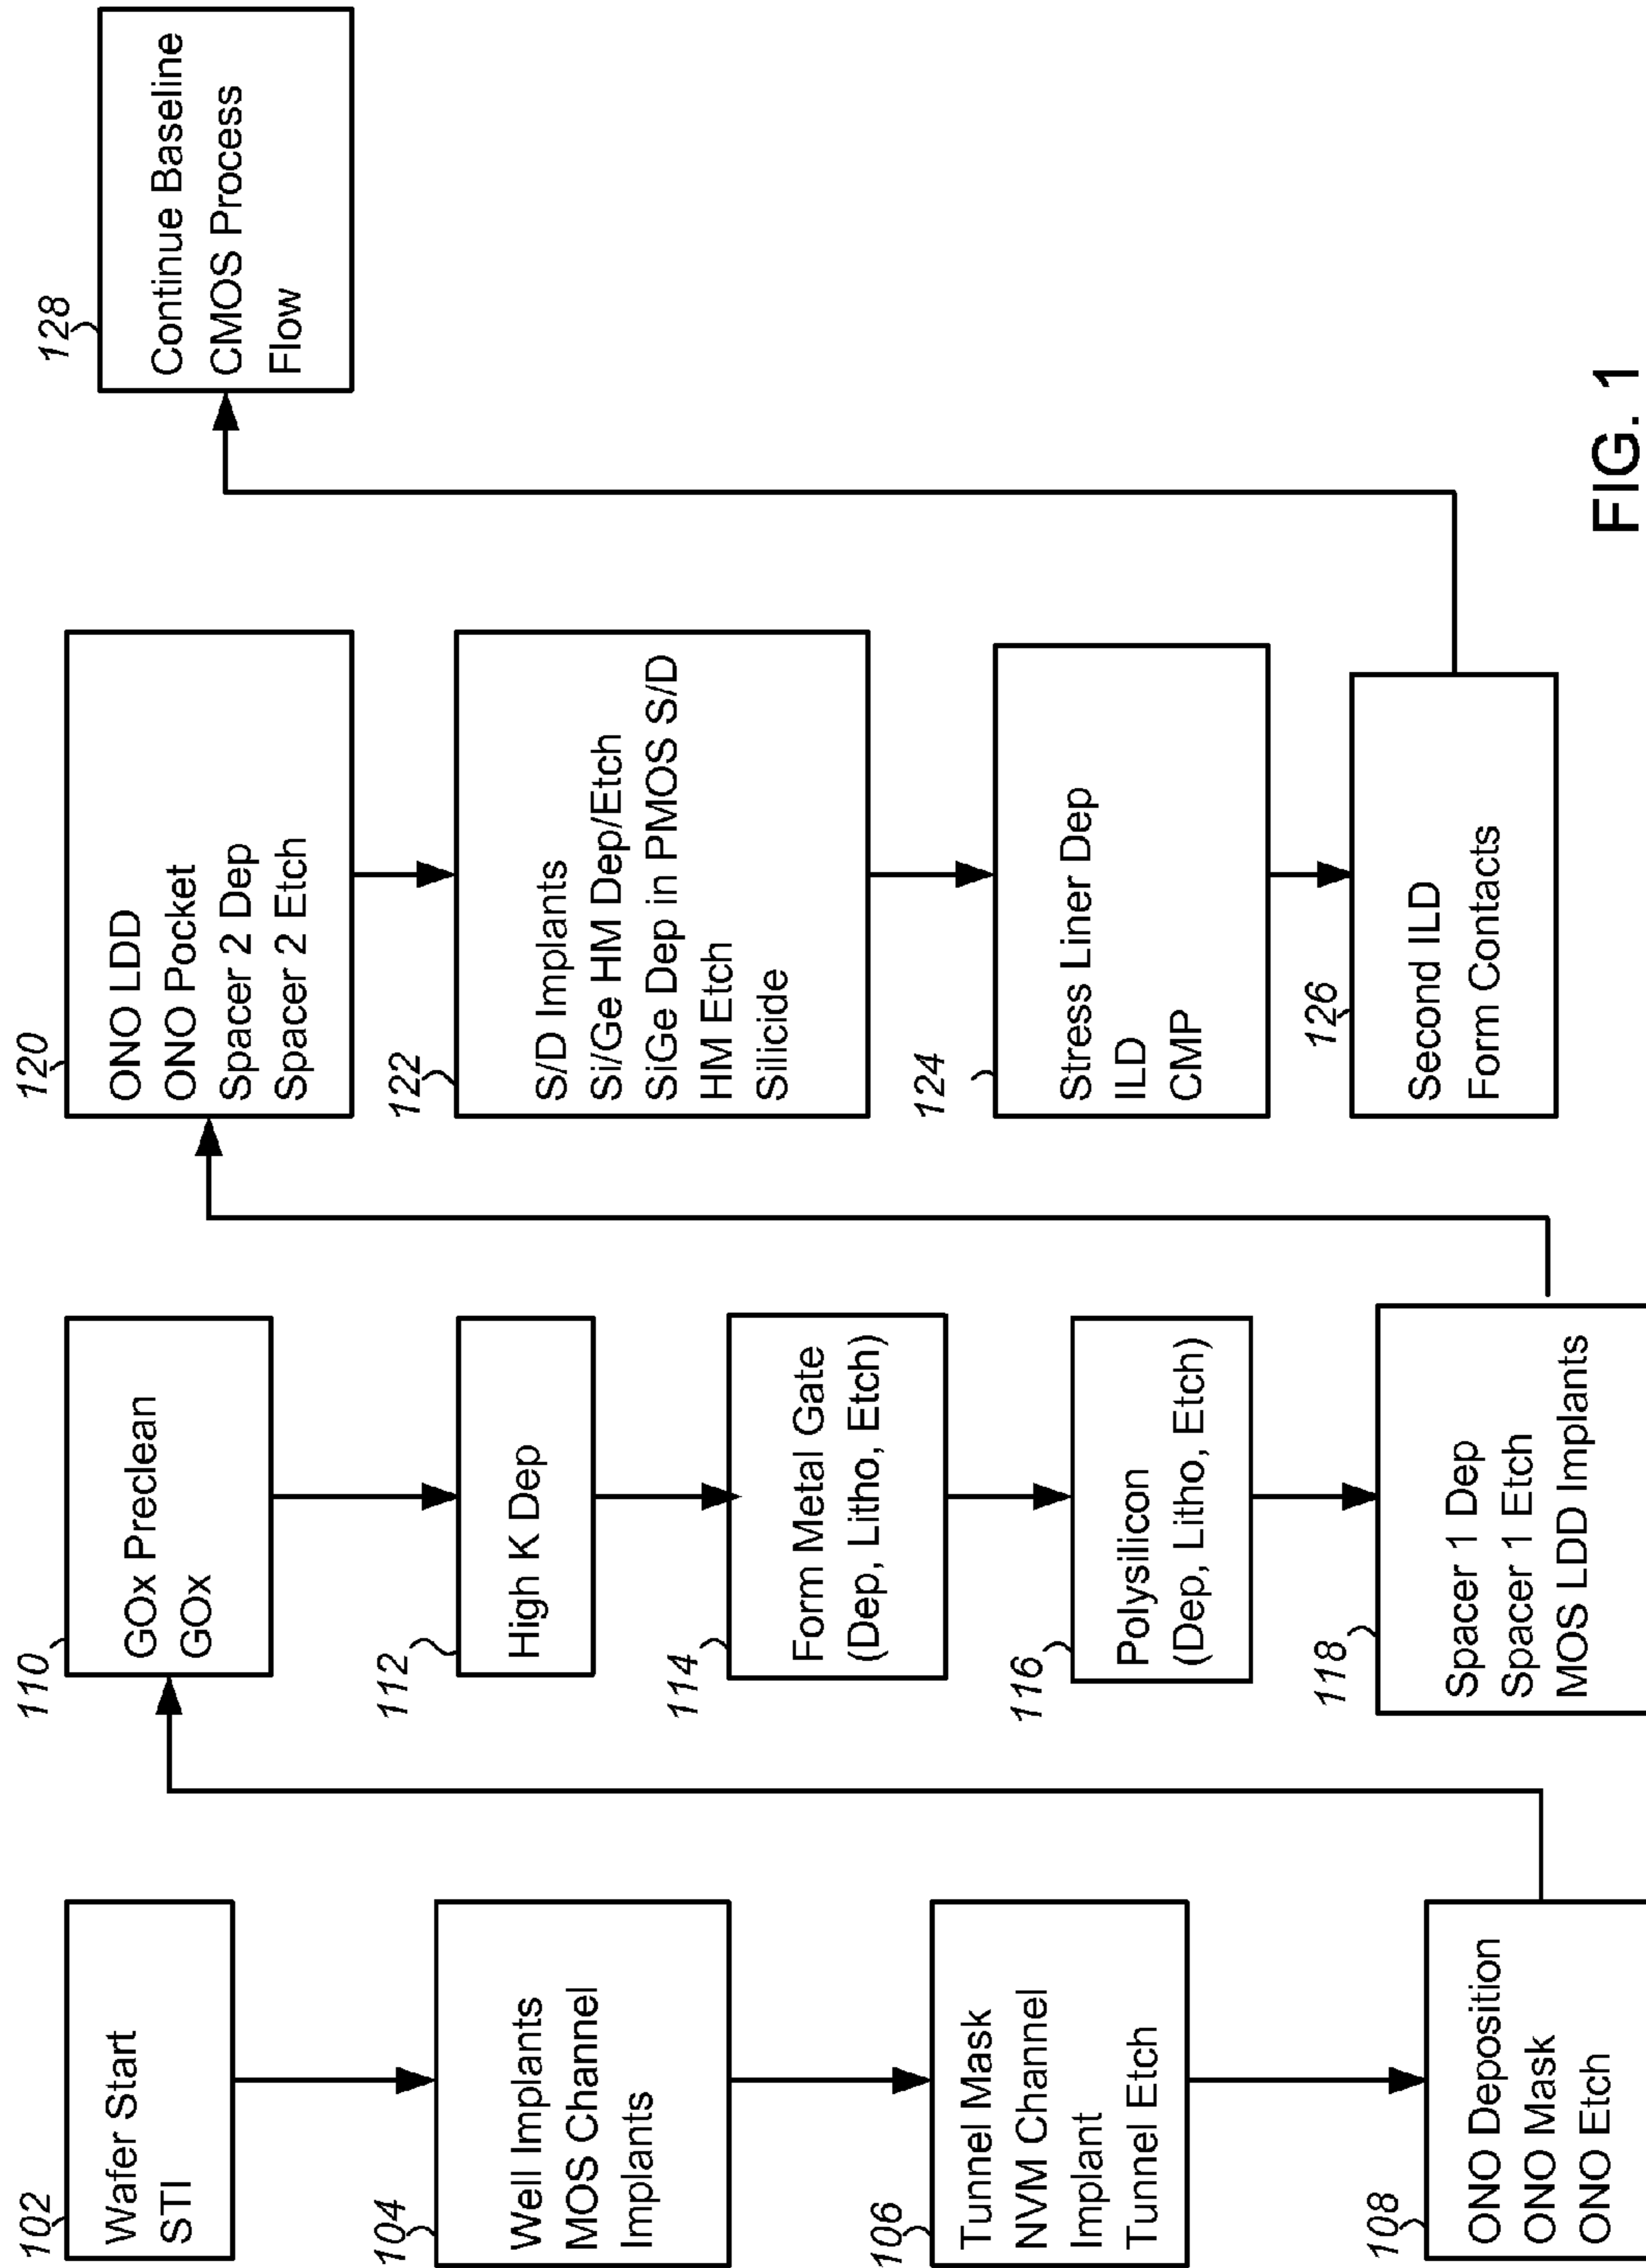 102
Wafer Start
STI
104
Well Implants
MOS Channel
Implants
106
Tunnel Mask
NVM Channel
Implant
Tunnel Etch
108
ONO Deposition
ONO Mask
ONO Etch
110
GOx Preclean
GOx
112
High K Dep
114
Form Metal Gate
(Dep, Litho, Etch)
116
Polysilicon
(Dep, Litho, Etch)
118
Spacer 1 Dep
Spacer 1 Etch
MOS LDD Implants
120
ONO LDD
ONO Pocket
Spacer 2 Dep
Spacer 2 Etch
122
S/D Implants
Si/Ge HM Dep/Etch
SiGe Dep in PMOS S/D
HM Etch
Silicide
124
Stress Liner Dep
ILD
CMP
126
Second ILD
Form Contacts
128
Continue Baseline
CMOS Process
Flow
FIG. 1